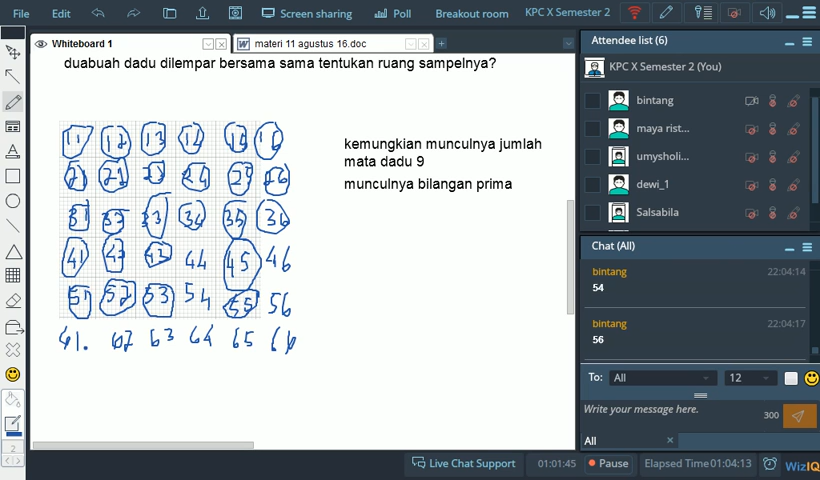 File Edit Screen sharing Poll Breakout room KPC X Semester 2
Whiteboard 1 materi 11 agustus 16.doc
duabuah dadu dilempar bersama sama tentukan ruang sampelnya?
11 12 13 14 15 16
21 22 23 24 25 26
31 32 33 34 35 36
41 42 43 44 45 46
51 52 53 54 55 56
61. 62 63 64 65 66
kemungkian munculnya jumlah
mata dadu 9
munculnya bilangan prima
2
Attendee list (6)
KPC X Semester 2 (You)
bintang
maya rist...
umysholi...
dewi_1
Salsabila
Chat (All)
bintang 22:04:14
54
bintang 22:04:17
56
To: All 12
Write your message here. 300
All
Live Chat Support 01:01:45 Pause Elapsed Time 01:04:13 WizIQ